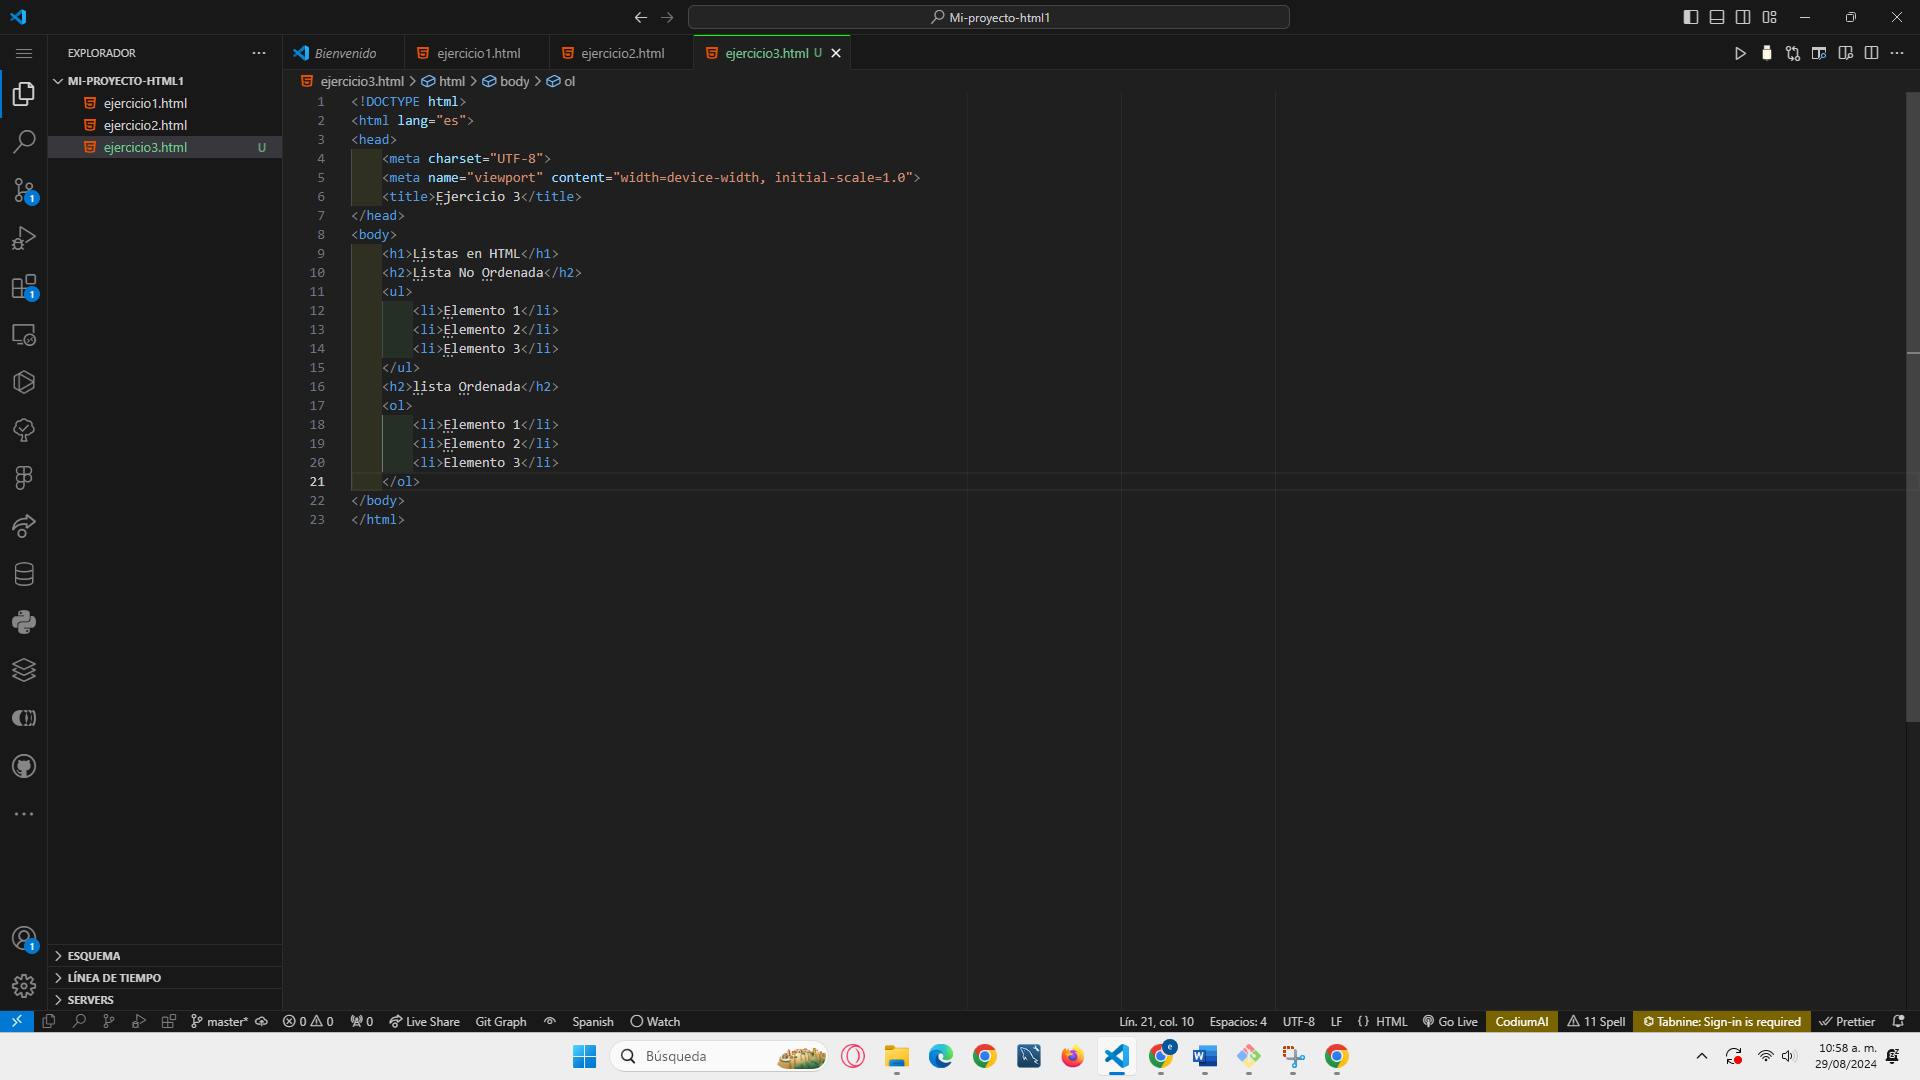 Mi-proyecto-html1
EXPLORADOR
MI-PROYECTO-HTML1
ejercicio1.html
ejercicio2.html
ejercicio3.html U
ESQUEMA
LÍNEA DE TIEMPO
SERVERS
Bienvenido
ejercicio1.html
ejercicio2.html
ejercicio3.html U
ejercicio3.html > html > body > ol
1 <!DOCTYPE html>
2 <html lang="es">
3 <head>
4 <meta charset="UTF-8">
5 <meta name="viewport" content="width=device-width, initial-scale=1.0">
6 <title>Ejercicio 3</title>
7 </head>
8 <body>
9 <h1>Listas en HTML</h1>
10 <h2>Lista No Ordenada</h2>
11 <ul>
12 <li>Elemento 1</li>
13 <li>Elemento 2</li>
14 <li>Elemento 3</li>
15 </ul>
16 <h2>lista Ordenada</h2>
17 <ol>
18 <li>Elemento 1</li>
19 <li>Elemento 2</li>
20 <li>Elemento 3</li>
21 </ol>
22 </body>
23 </html>
1
1
1
master* 0 0 0 Live Share Git Graph Spanish Watch Lín. 21, col. 10 Espacios: 4 UTF-8 LF {} HTML Go Live CodiumAI 11 Spell Tabnine: Sign-in is required Prettier
Búsqueda
e
W
10:58 a. m.
29/08/2024